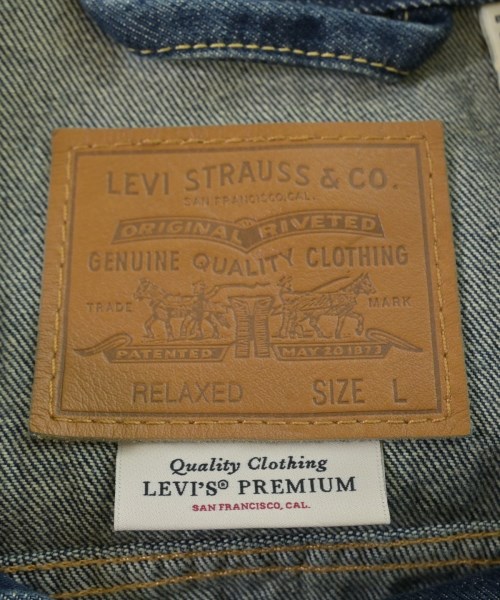 LEVI STRAUSS & CO.
SAN FRANCISCO, CAL.
ORIGINAL RIVETED
GENUINE QUALITY CLOTHING
TRADE MARK
PATENTED MAY 20 1873
RELAXED SIZE L
Quality Clothing
LEVI'S® PREMIUM
SAN FRANCISCO, CAL.